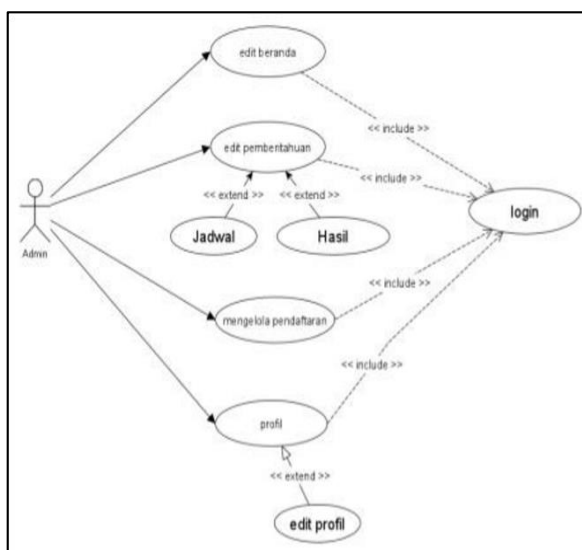 edit beranda
<< include >>
edit pemberitahuan
<< include >>
<< extend >>
<< extend >>
login
Jadwal
Hasil
Admin
<< include >>
mengelola pendaftaran
<< include >>
profil
<< extend >>
edit profil